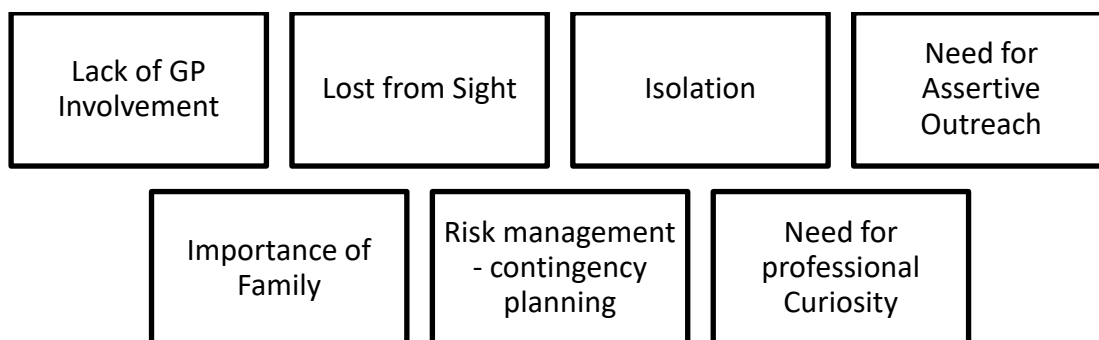 Lack of GP
Involvement
Lost from Sight
Isolation
Need for
Assertive
Outreach
Importance of
Family
Risk management
- contingency
planning
Need for
professional
Curiosity